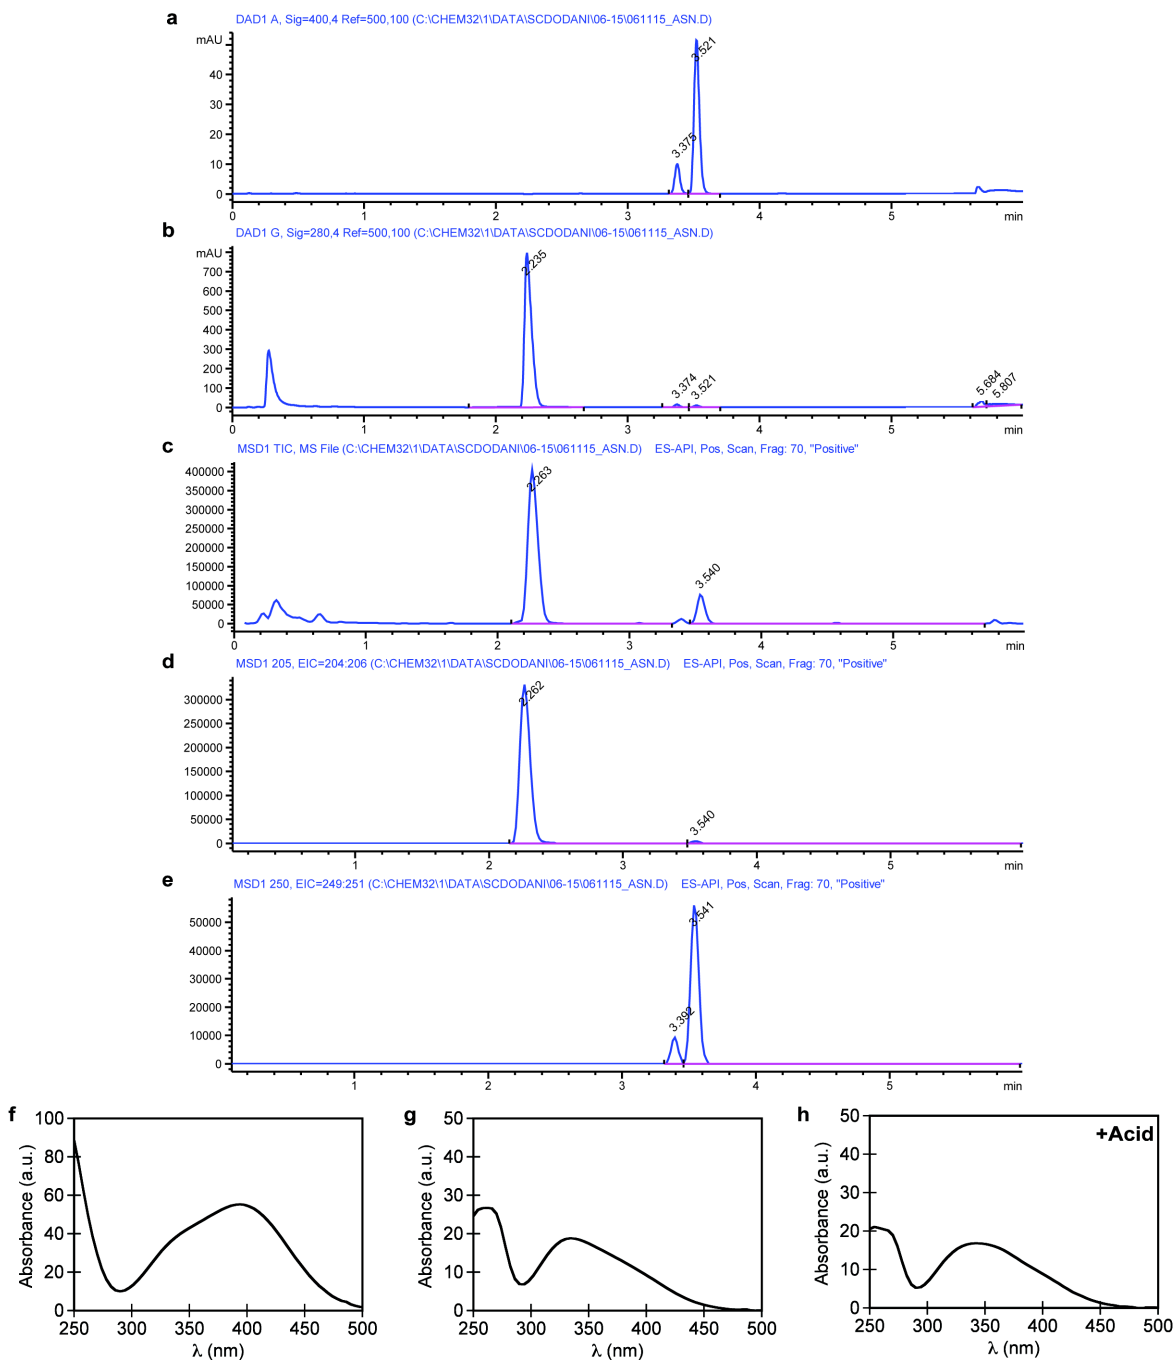 a DAD1 A, Sig=400,4 Ref=500,100 (C:\CHEM32\1\DATA\SCDODANI\06-15\061115_ASN.D)
mAU
3.521
3.375
40
30
20
10
0
0 1 2 3 4 5 min
b DAD1 G, Sig=280,4 Ref=500,100 (C:\CHEM32\1\DATA\SCDODANI\06-15\061115_ASN.D)
mAU
2.235
3.374
3.521
5.684
5.807
700
600
500
400
300
200
100
0
0 1 2 3 4 5 min
c MSD1 TIC, MS File (C:\CHEM32\1\DATA\SCDODANI\06-15\061115_ASN.D) ES-API, Pos, Scan, Frag: 70, "Positive"
2.263
3.540
400000
350000
300000
250000
200000
150000
100000
50000
0
0 1 2 3 4 5 min
d MSD1 205, EIC=204:206 (C:\CHEM32\1\DATA\SCDODANI\06-15\061115_ASN.D) ES-API, Pos, Scan, Frag: 70, "Positive"
2.262
3.540
300000
250000
200000
150000
100000
50000
0
1 2 3 4 5 min
e MSD1 250, EIC=249:251 (C:\CHEM32\1\DATA\SCDODANI\06-15\061115_ASN.D) ES-API, Pos, Scan, Frag: 70, "Positive"
3.541
3.392
50000
40000
30000
20000
10000
0
1 2 3 4 5 min
f
Absorbance (a.u.)
100
80
60
40
20
0
250 300 350 400 450 500
λ (nm)
g
Absorbance (a.u.)
50
40
30
20
10
0
250 300 350 400 450 500
λ (nm)
h
+Acid
Absorbance (a.u.)
50
40
30
20
10
0
250 300 350 400 450 500
λ (nm)